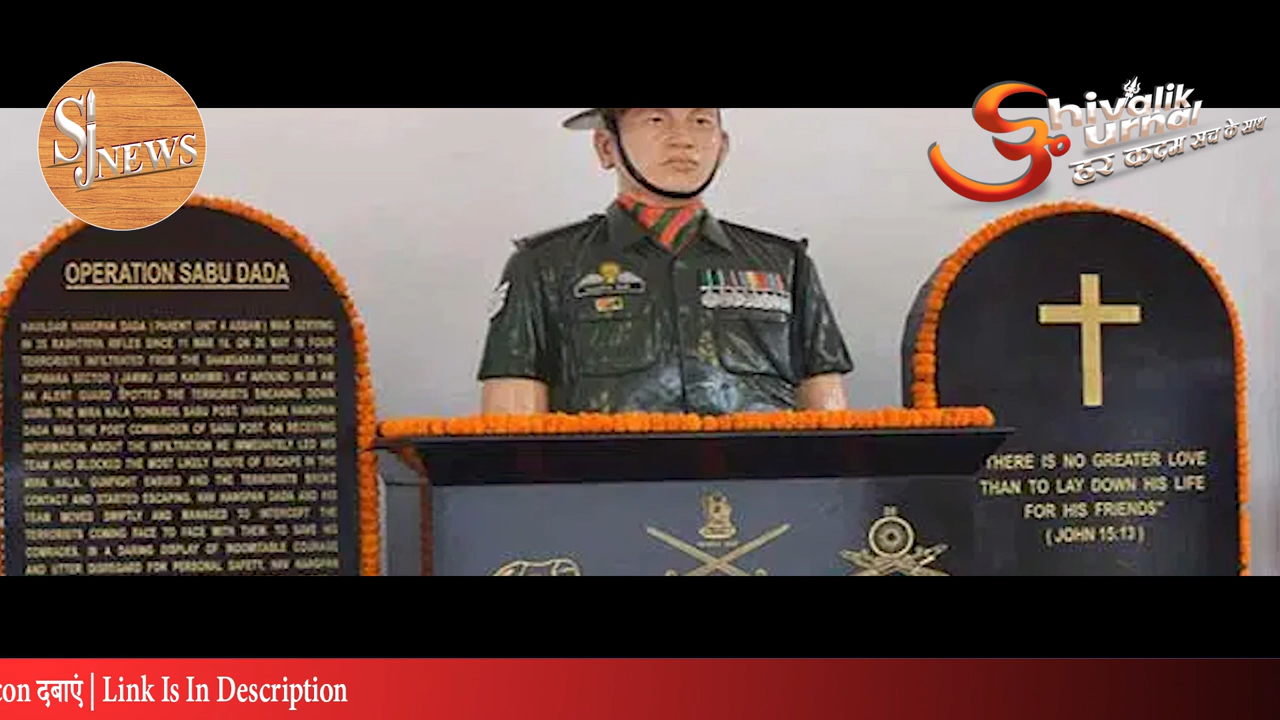 SJ NEWS
Shivalik
Journal
हर कदम सच के साथ
OPERATION SABU DADA
HAVILDAR HANGPAN DADA (PARENT UNIT 4 ASSAM) WAS SERVING
IN 35 RASHTRIYA RIFLES SINCE 11 MAR 14. ON 26 MAY 16 FOUR
TERRORISTS INFILTRATED FROM THE SHAMSABARI RIDGE IN THE
KUPWARA SECTOR (JAMMU AND KASHMIR). AT AROUND
AN ALERT GUARD SPOTTED THE TERRORISTS SNEAKING DOWN
USING THE MIRA NALA TOWARDS SABU POST. HAVILDAR HANGPAN
DADA WAS THE POST COMMANDER OF SABU POST. ON RECEIVING
INFORMATION ABOUT THE INFILTRATION HE IMMEDIATELY LED HIS
TEAM AND BLOCKED THE MOST LIKELY ROUTE OF ESCAPE IN THE
MIRA NALA. GUNFIGHT ENSUED AND THE TERRORISTS BROKE
CONTACT AND STARTED ESCAPING. HAV HANGPAN DADA AND HIS
TEAM MOVED SWIFTLY AND MANAGED TO INTERCEPT THE
TERRORISTS COMING FACE TO FACE WITH THEM. TO SAVE HIS
COMRADES, IN A DARING DISPLAY OF INDOMITABLE COURAGE
AND UTTER DISREGARD FOR PERSONAL SAFETY, HAV HANGPAN
THERE IS NO GREATER LOVE
THAN TO LAY DOWN HIS LIFE
FOR HIS FRIENDS"
( JOHN 15:13 )
con दबाएं | Link Is In Description